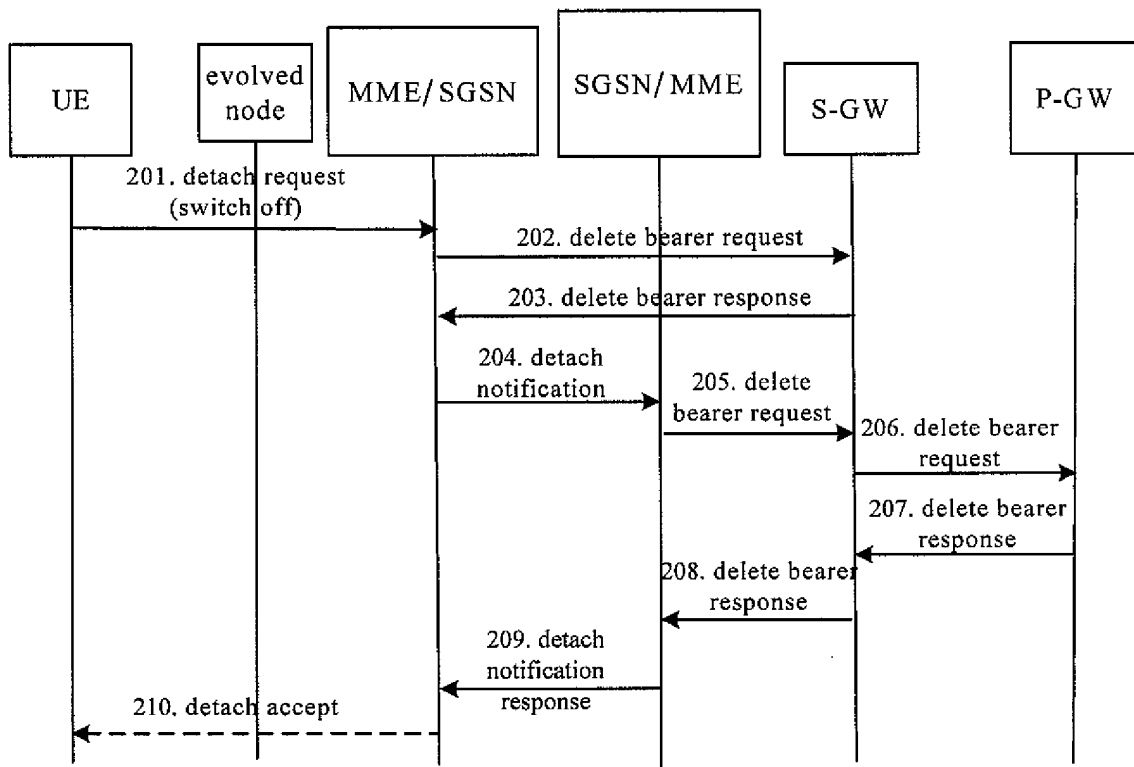 UE
evolved
node
MME/SGSN
SGSN/MME
S-GW
P-GW
201. detach request
(switch off)
202. delete bearer request
203. delete bearer response
204. detach
notification
205. delete
bearer request
206. delete bearer
request
207. delete bearer
response
208. delete bearer
response
209. detach
notification
response
210. detach accept